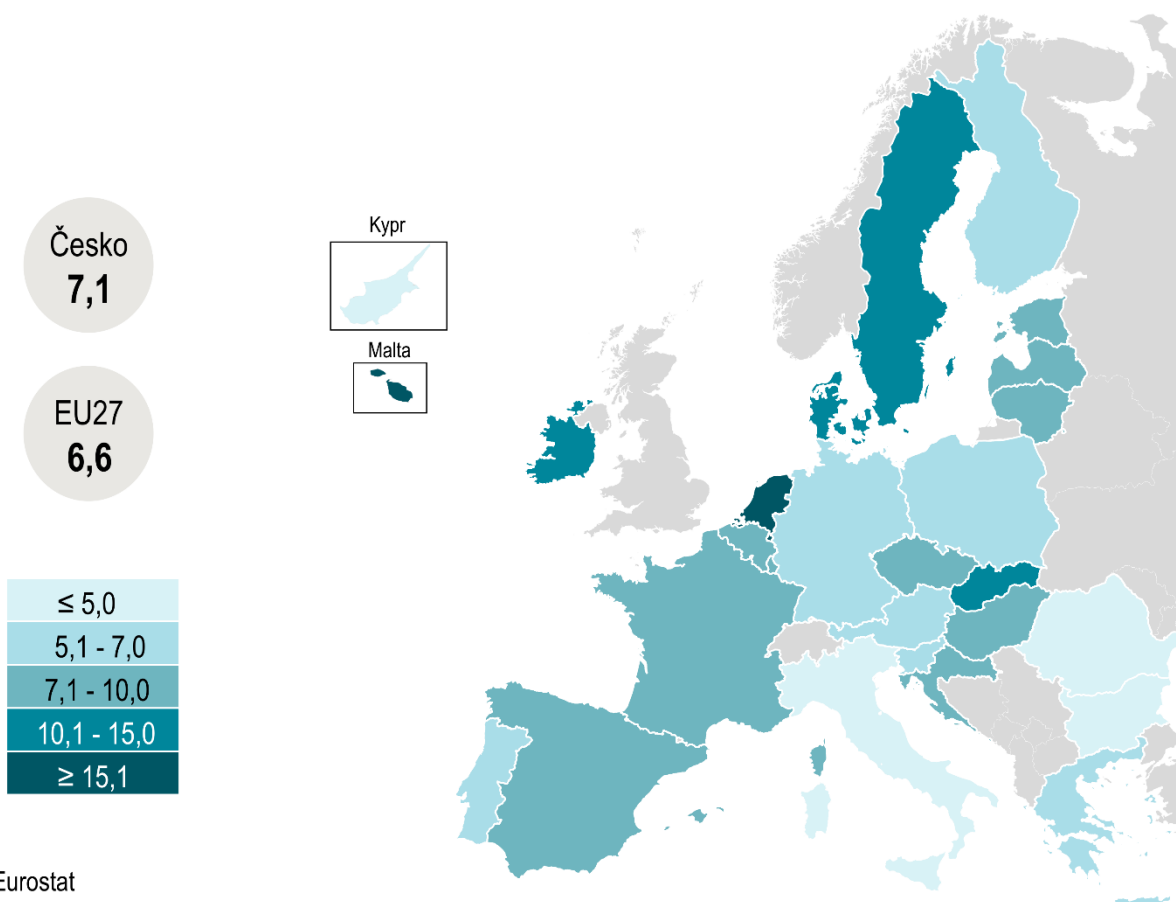 Kypr
Malta
Česko
7,1
EU27
6,6
≤ 5,0
5,1 - 7,0
7,1 - 10,0
10,1 - 15,0
≥ 15,1
Eurostat